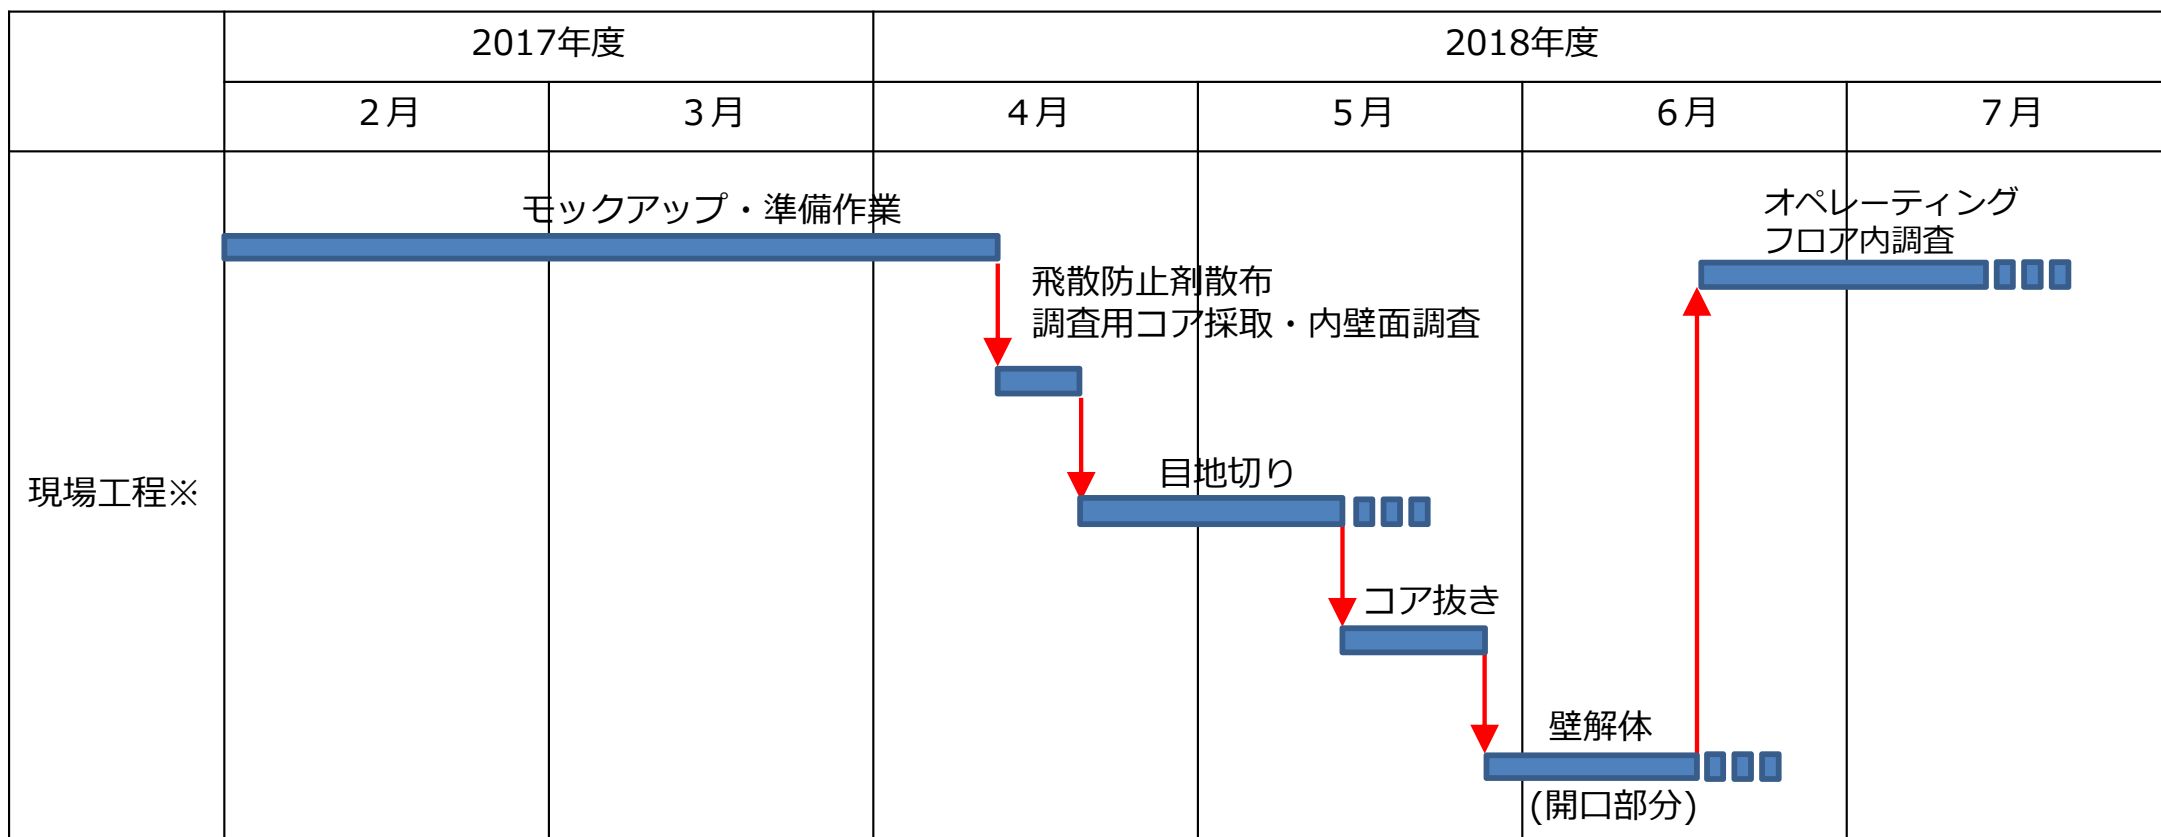 2017年度
2018年度
２月
３月
４月
５月
６月
７月
現場工程※
モックアップ・準備作業
飛散防止剤散布
調査用コア採取・内壁面調査
目地切り
コア抜き
壁解体
(開口部分)
オペレーティング
フロア内調査